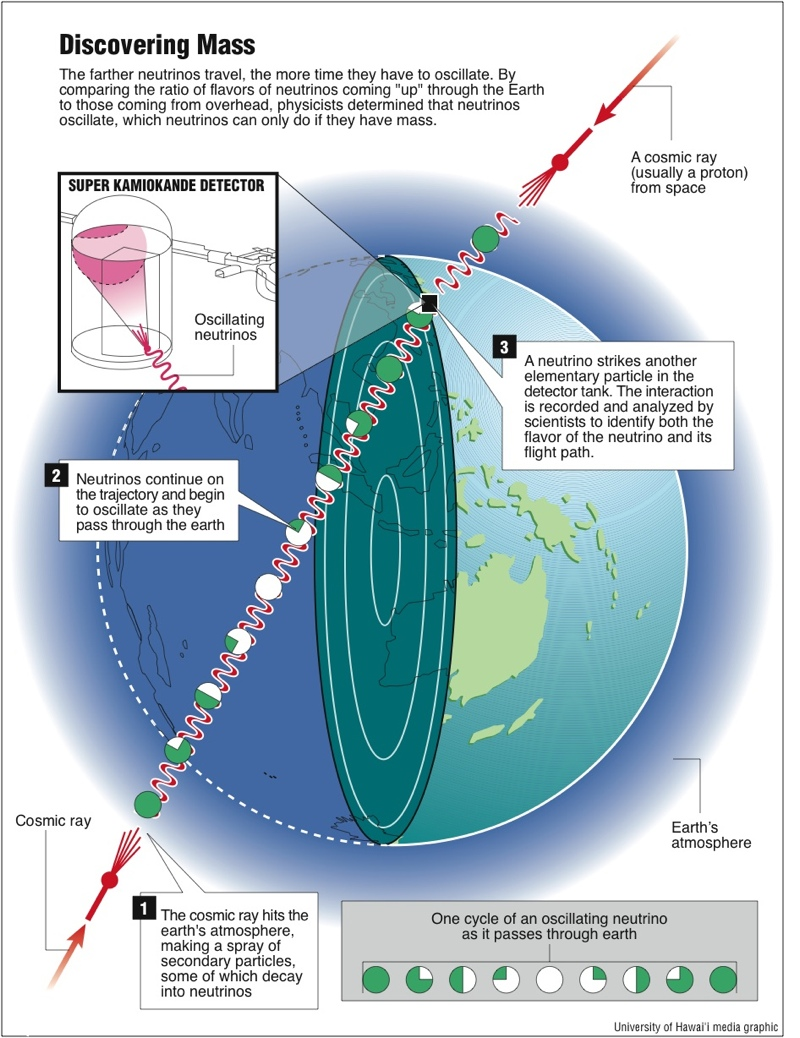 Discovering Mass
The farther neutrinos travel, the more time they have to oscillate. By
comparing the ratio of flavors of neutrinos coming "up" through the Earth
to those coming from overhead, physicists determined that neutrinos
oscillate, which neutrinos can only do if they have mass.
A cosmic ray
(usually a proton)
from space
SUPER KAMIOKANDE DETECTOR
Oscillating
neutrinos
3
A neutrino strikes another
elementary particle in the
detector tank. The interaction
is recorded and analyzed by
scientists to identify both the
flavor of the neutrino and its
flight path.
2
Neutrinos continue on
the trajectory and begin
to oscillate as they
pass through the earth
Cosmic ray
Earth's
atmosphere
1
The cosmic ray hits the
earth's atmosphere,
making a spray of
secondary particles,
some of which decay
into neutrinos
One cycle of an oscillating neutrino
as it passes through earth
University of Hawai'i media graphic